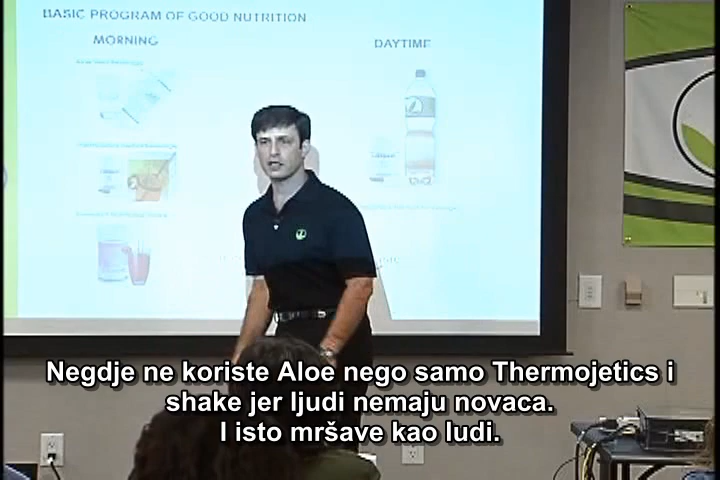 BASIC PROGRAM OF GOOD NUTRITION
MORNING
DAYTIME
Negdje ne koriste Aloe nego samo Thermojetics i
shake jer ljudi nemaju novaca.
I isto mršave kao ludi.